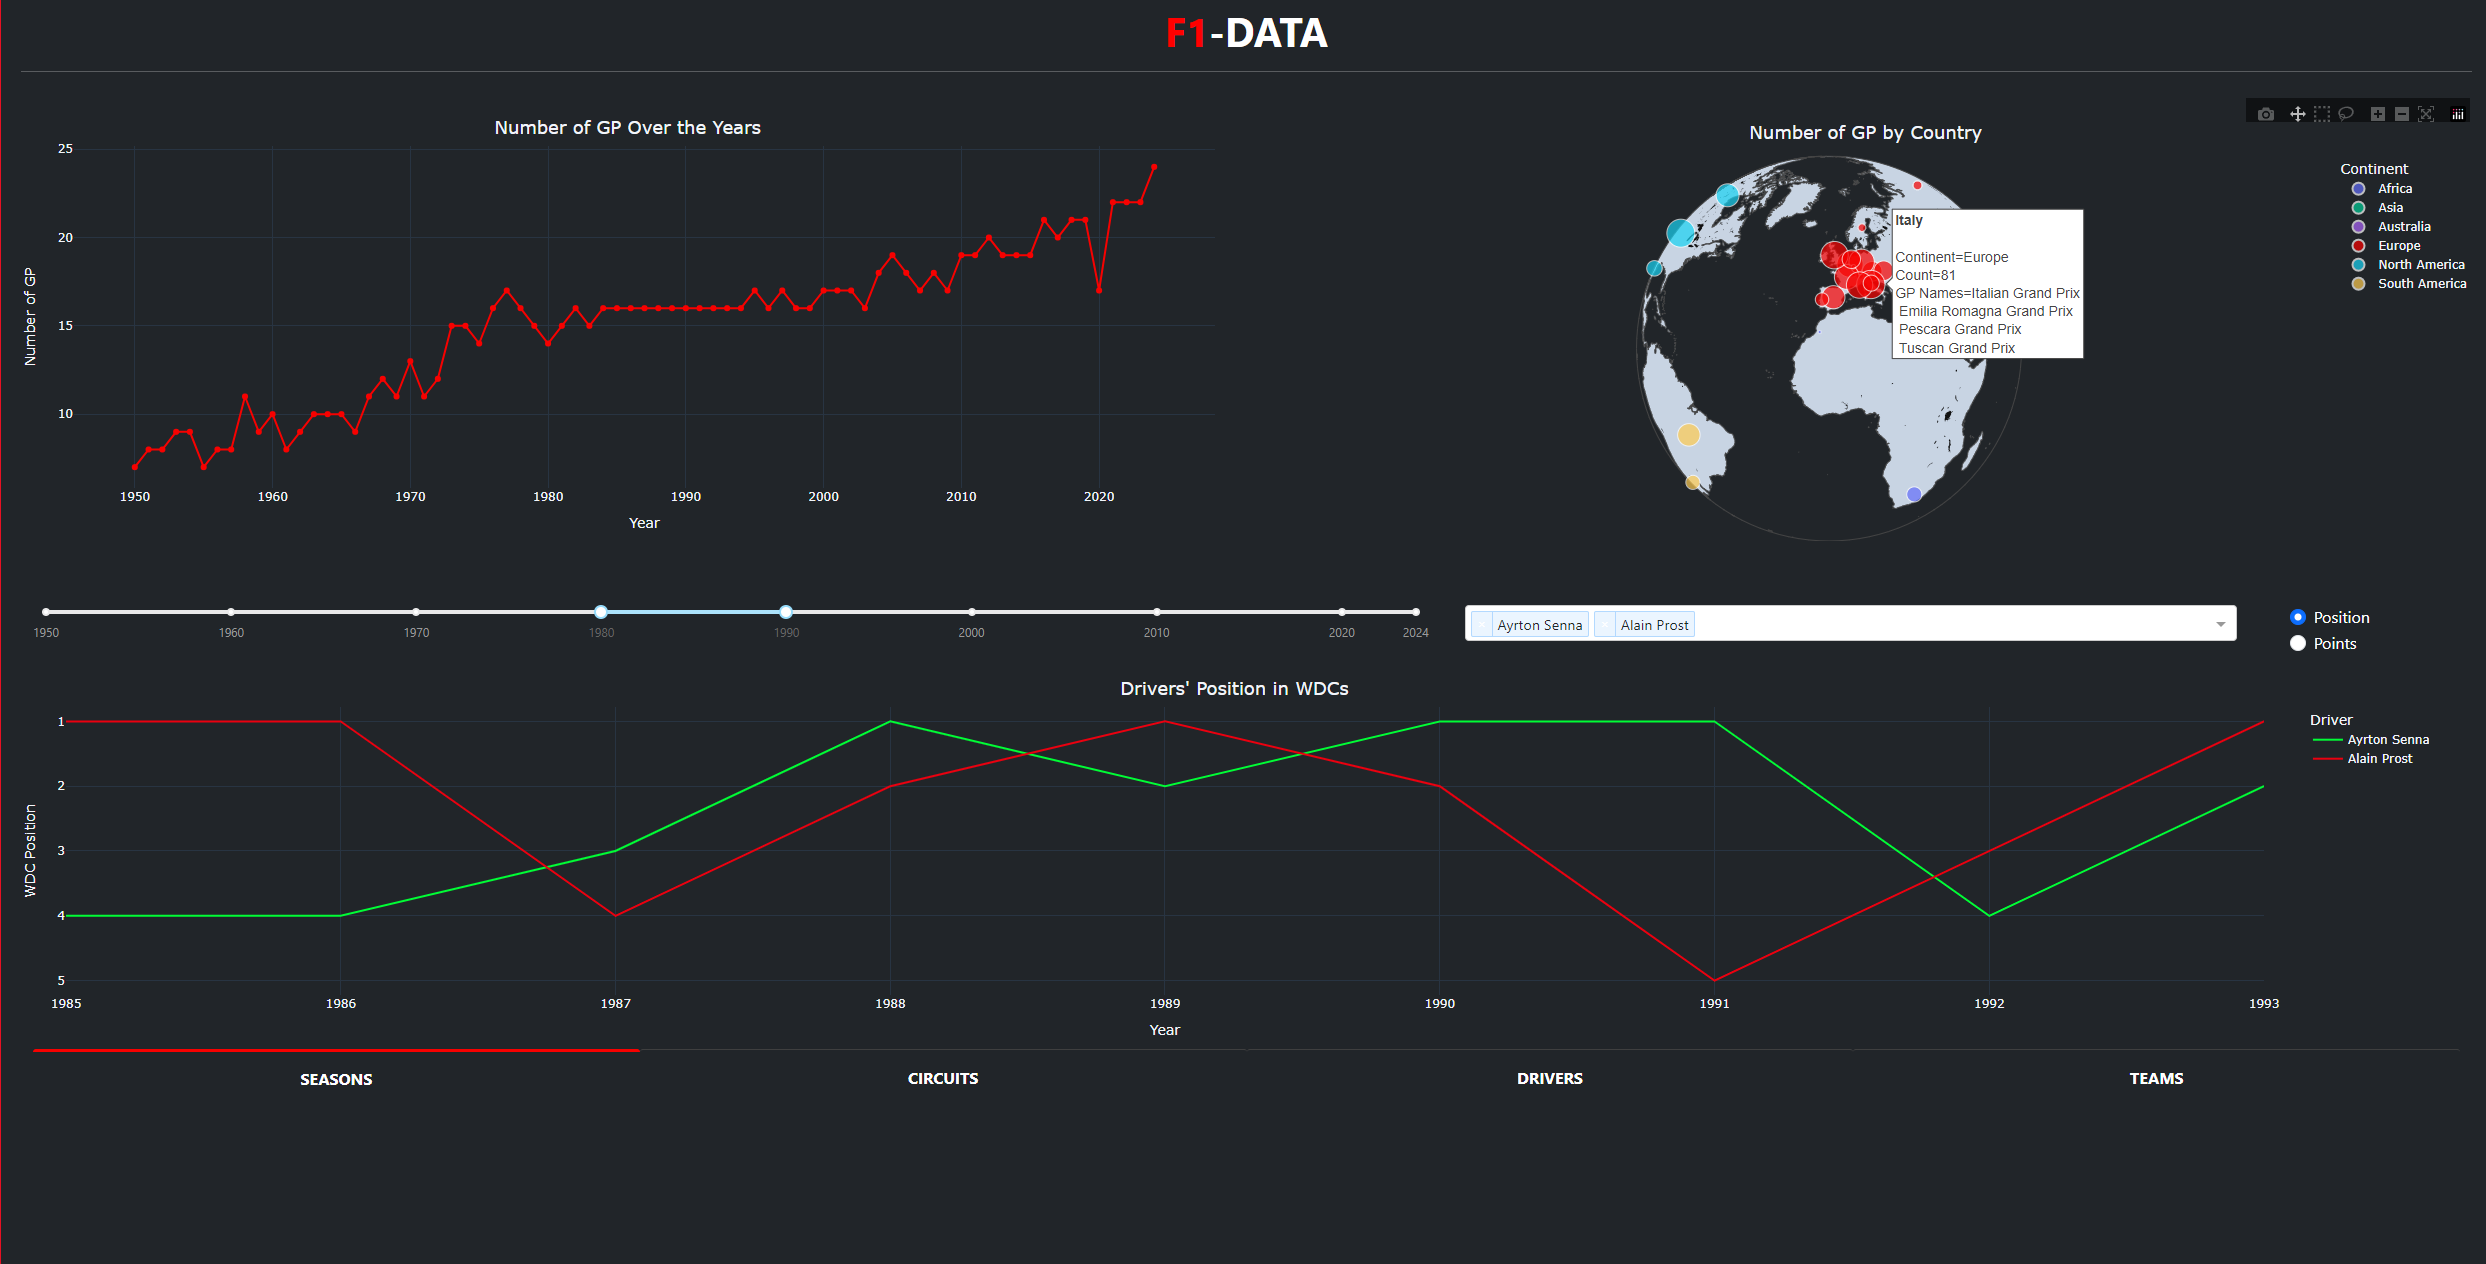 F1-DATA
Number of GP Over the Years
25
20
15
10
Number of GP
1950 1960 1970 1980 1990 2000 2010 2020
Year
Number of GP by Country
Continent
Africa
Asia
Australia
Europe
North America
South America
Italy
Continent=Europe
Count=81
GP Names=Italian Grand Prix
Emilia Romagna Grand Prix
Pescara Grand Prix
Tuscan Grand Prix
1950 1960 1970 1980 1990 2000 2010 2020 2024
× Ayrton Senna × Alain Prost
Position
Points
Drivers' Position in WDCs
1
2
3
4
5
WDC Position
1985 1986 1987 1988 1989 1990 1991 1992 1993
Year
Driver
Ayrton Senna
Alain Prost
SEASONS CIRCUITS DRIVERS TEAMS